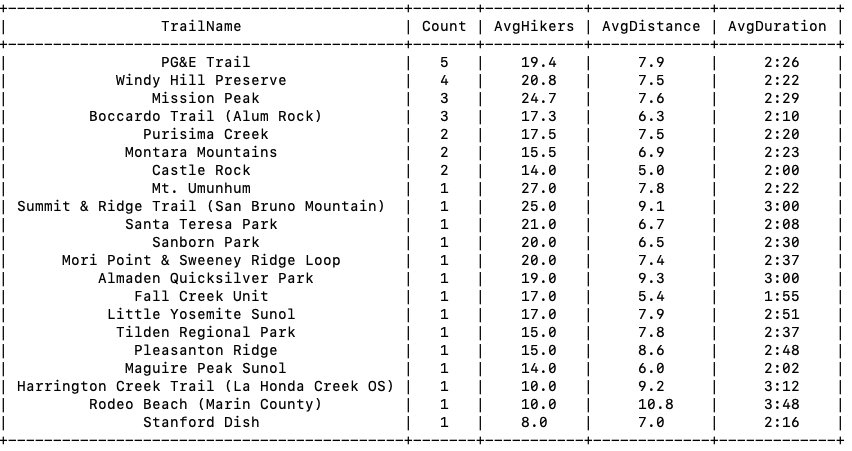 +-----------------------------------------------+-------+-----------+-------------+-------------+
| TrailName | Count | AvgHikers | AvgDistance | AvgDuration |
+-----------------------------------------------+-------+-----------+-------------+-------------+
| PG&E Trail | 5 | 19.4 | 7.9 | 2:26 |
| Windy Hill Preserve | 4 | 20.8 | 7.5 | 2:22 |
| Mission Peak | 3 | 24.7 | 7.6 | 2:29 |
| Boccardo Trail (Alum Rock) | 3 | 17.3 | 6.3 | 2:10 |
| Purisima Creek | 2 | 17.5 | 7.5 | 2:20 |
| Montara Mountains | 2 | 15.5 | 6.9 | 2:23 |
| Castle Rock | 2 | 14.0 | 5.0 | 2:00 |
| Mt. Umunhum | 1 | 27.0 | 7.8 | 2:22 |
| Summit & Ridge Trail (San Bruno Mountain) | 1 | 25.0 | 9.1 | 3:00 |
| Santa Teresa Park | 1 | 21.0 | 6.7 | 2:08 |
| Sanborn Park | 1 | 20.0 | 6.5 | 2:30 |
| Mori Point & Sweeney Ridge Loop | 1 | 20.0 | 7.4 | 2:37 |
| Almaden Quicksilver Park | 1 | 19.0 | 9.3 | 3:00 |
| Fall Creek Unit | 1 | 17.0 | 5.4 | 1:55 |
| Little Yosemite Sunol | 1 | 17.0 | 7.9 | 2:51 |
| Tilden Regional Park | 1 | 15.0 | 7.8 | 2:37 |
| Pleasanton Ridge | 1 | 15.0 | 8.6 | 2:48 |
| Maguire Peak Sunol | 1 | 14.0 | 6.0 | 2:02 |
| Harrington Creek Trail (La Honda Creek OS) | 1 | 10.0 | 9.2 | 3:12 |
| Rodeo Beach (Marin County) | 1 | 10.0 | 10.8 | 3:48 |
| Stanford Dish | 1 | 8.0 | 7.0 | 2:16 |
+-----------------------------------------------+-------+-----------+-------------+-------------+